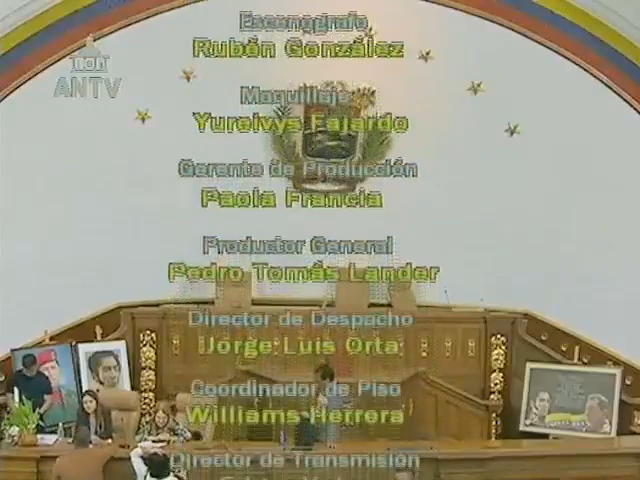 ANTV
Escenógrafo
Rubén González
Maquillaje
Yureivys Fajardo
Gerente de Producción
Paola Francia
Productor General
Pedro Tomás Lander
Director de Despacho
Jorge Luis Orta
Coordinador de Piso
Williams Herrera
Director de Transmisión